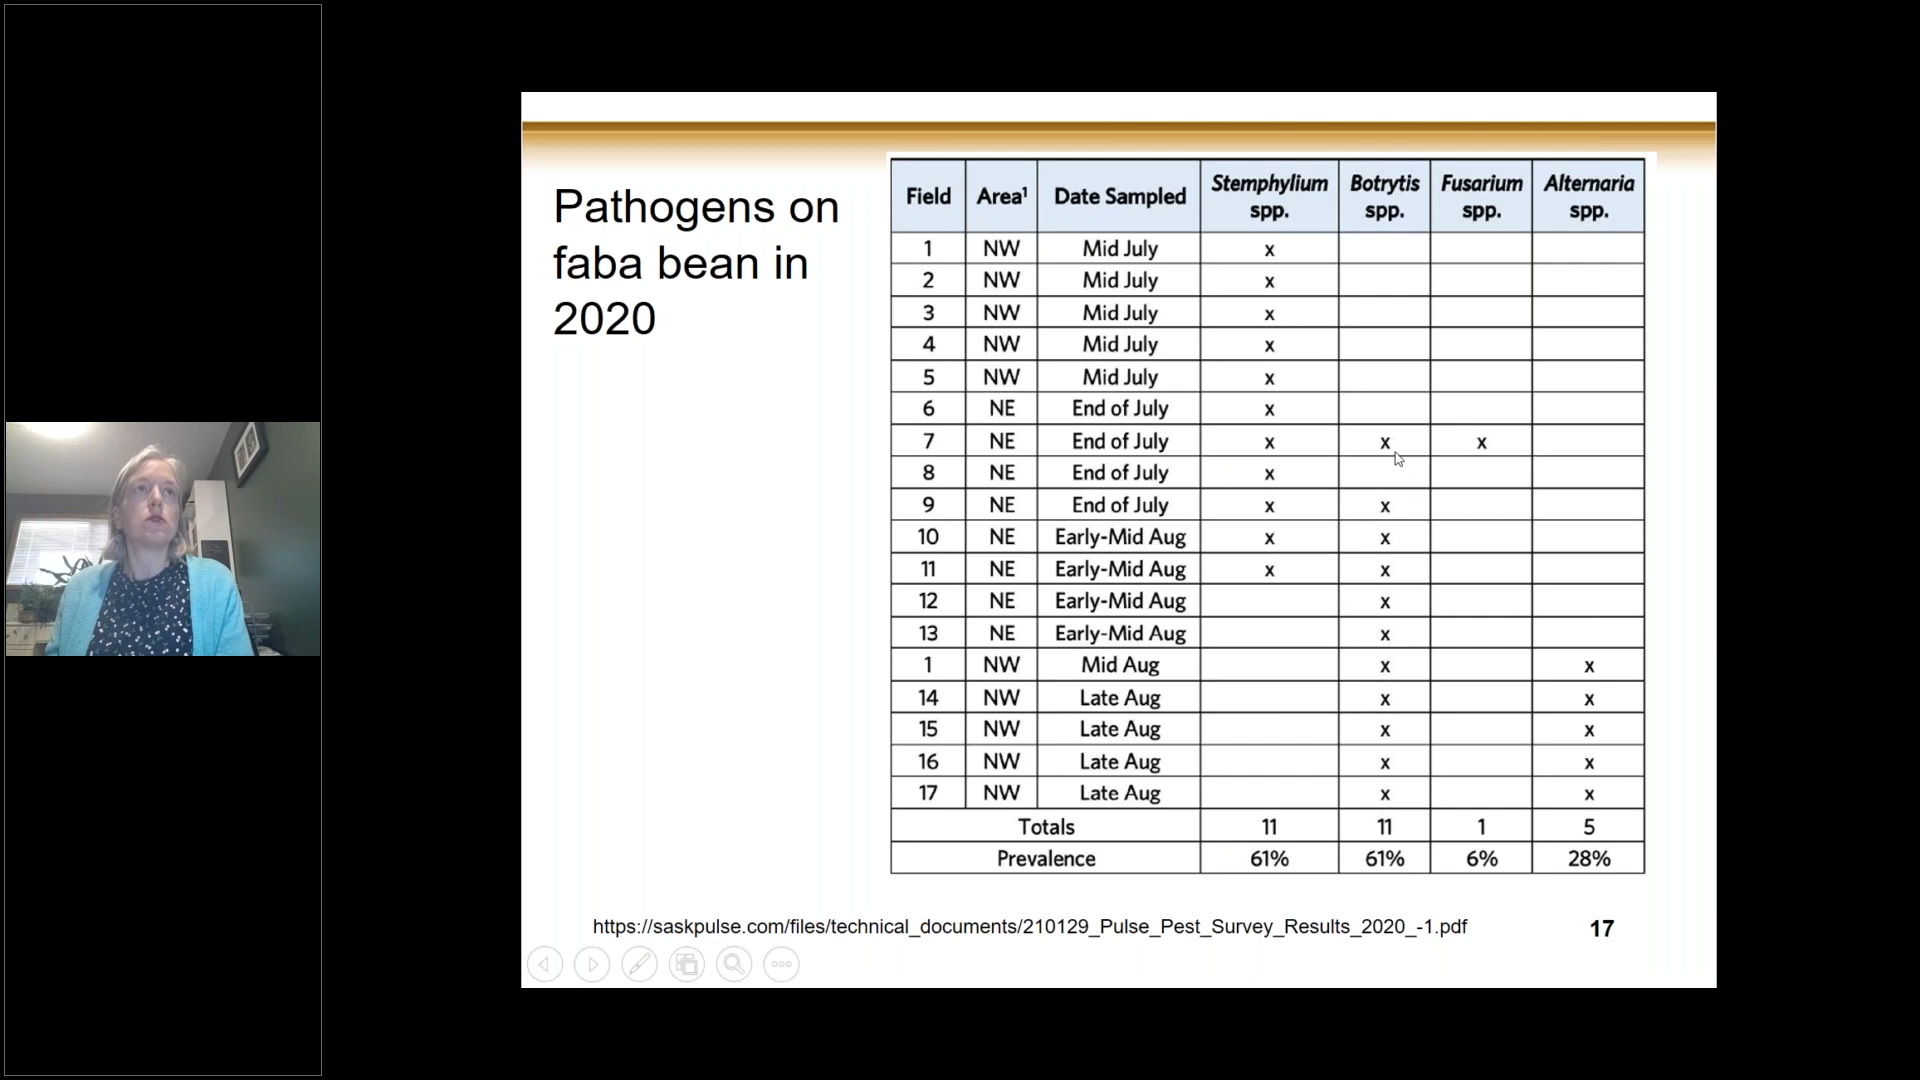 Pathogens on
faba bean in
2020
Field Area¹ Date Sampled Stemphylium spp. Botrytis spp. Fusarium spp. Alternaria spp.
1 NW Mid July x
2 NW Mid July x
3 NW Mid July x
4 NW Mid July x
5 NW Mid July x
6 NE End of July x
7 NE End of July x x x
8 NE End of July x
9 NE End of July x x
10 NE Early-Mid Aug x x
11 NE Early-Mid Aug x x
12 NE Early-Mid Aug x
13 NE Early-Mid Aug x
1 NW Mid Aug x x
14 NW Late Aug x x
15 NW Late Aug x x
16 NW Late Aug x x
17 NW Late Aug x x
Totals 11 11 1 5
Prevalence 61% 61% 6% 28%
https://saskpulse.com/files/technical_documents/210129_Pulse_Pest_Survey_Results_2020_-1.pdf
17